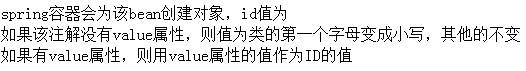 spring容器会为该bean创建对象，id值为
如果该注解没有value属性，则值为类的第一个字母变成小写，其他的不变
如果有value属性，则用value属性的值作为ID的值